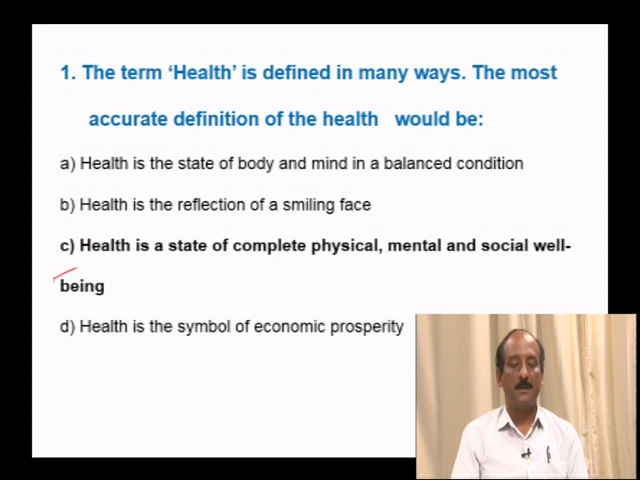 1. The term ‘Health’ is defined in many ways. The most
accurate definition of the health would be:
a) Health is the state of body and mind in a balanced condition
b) Health is the reflection of a smiling face
c) Health is a state of complete physical, mental and social well-
being
d) Health is the symbol of economic prosperity